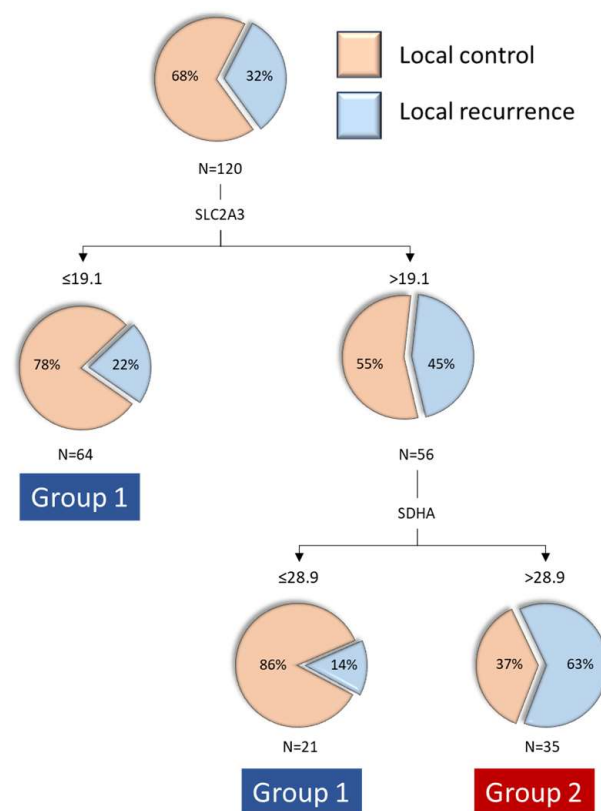 68%
32%
Local control
Local recurrence
N=120
SLC2A3
≤19.1
>19.1
78%
22%
55%
45%
N=64
N=56
Group 1
SDHA
≤28.9
>28.9
86%
14%
37%
63%
N=21
N=35
Group 1
Group 2